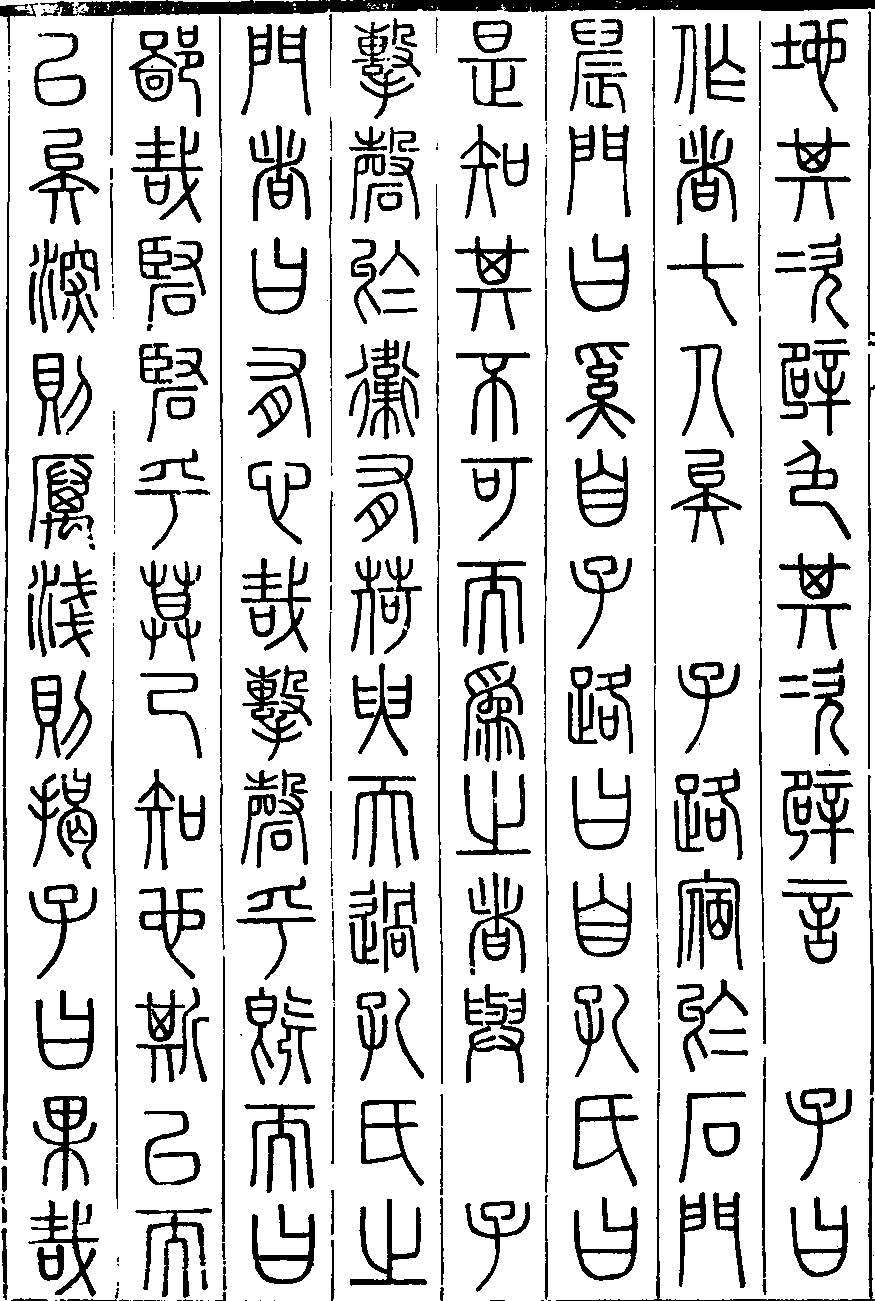 地其次辟色其次辟言　子曰
作者七人矣　子路宿於石門
晨門曰奚自子路曰自孔氏曰
是知其不可而為之者與　子
擊磬於衛有荷臾而過孔氏之
門者曰有心哉擊磬乎既而曰
鄙哉硻硻乎莫己知也斯己而
已矣深則厲淺則揭子曰果哉